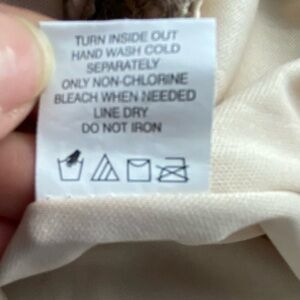 TURN INSIDE OUT
HAND WASH COLD
SEPARATELY
ONLY NON-CHLORINE
BLEACH WHEN NEEDED
LINE DRY
DO NOT IRON